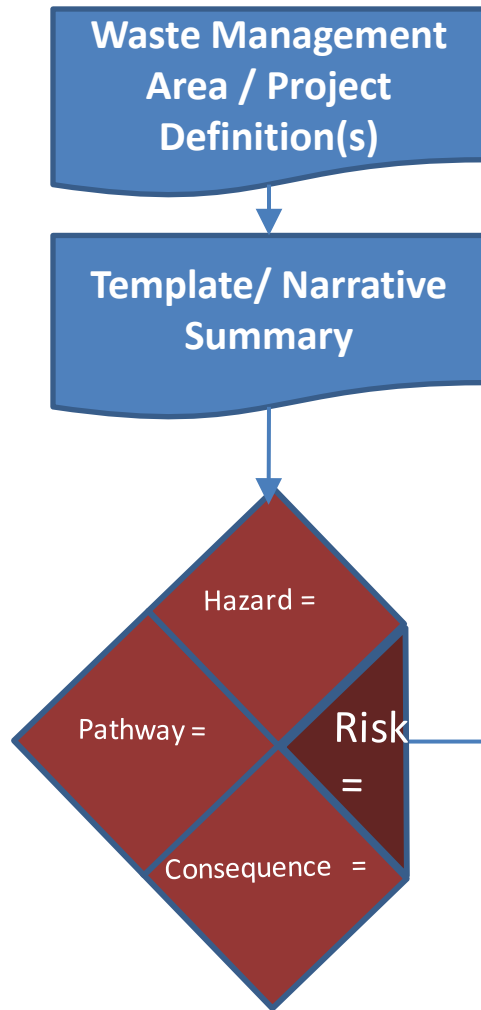 Waste Management
Area / Project
Definition(s)
Template/ Narrative
Summary
Hazard =
Pathway =
Risk
=
Consequence =